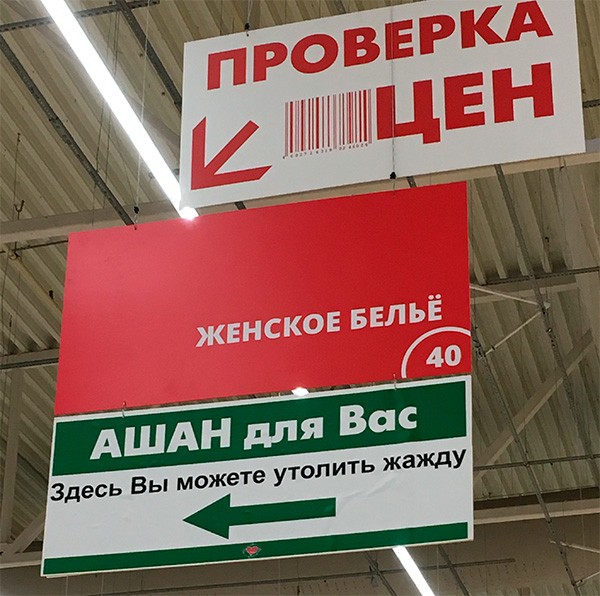 ПРОВЕРКА
ЦЕН
ЖЕНСКОЕ БЕЛЬЁ
40
АШАН для Вас
Здесь Вы можете утолить жажду